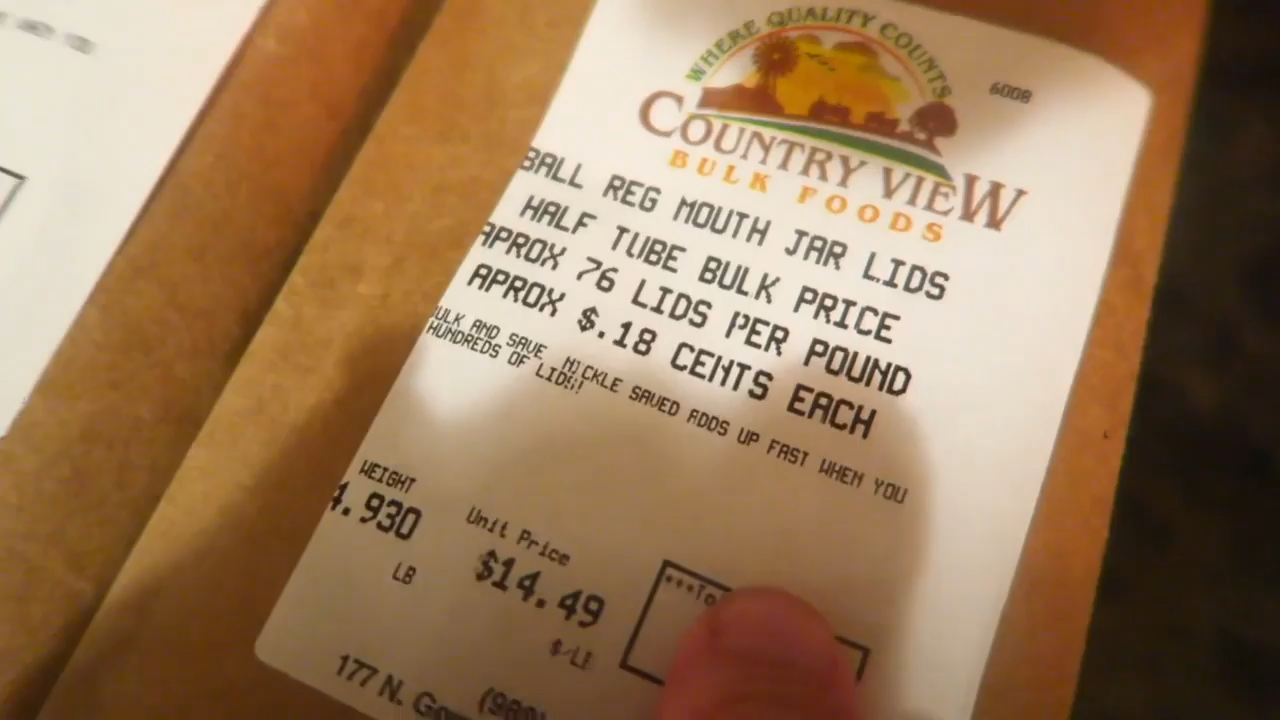 WHERE QUALITY COUNTS
6008
COUNTRY VIEW
BULK FOODS
BALL REG MOUTH JAR LIDS
HALF TUBE BULK PRICE
APROX 76 LIDS PER POUND
APROX $.18 CENTS EACH
ULK AND SAVE NICKLE SAVED ADDS UP FAST WHEN YOU
HUNDREDS OF LIDS!
WEIGHT
4.930
LB
Unit Price
$14.49
$/LB
***To
177 N.